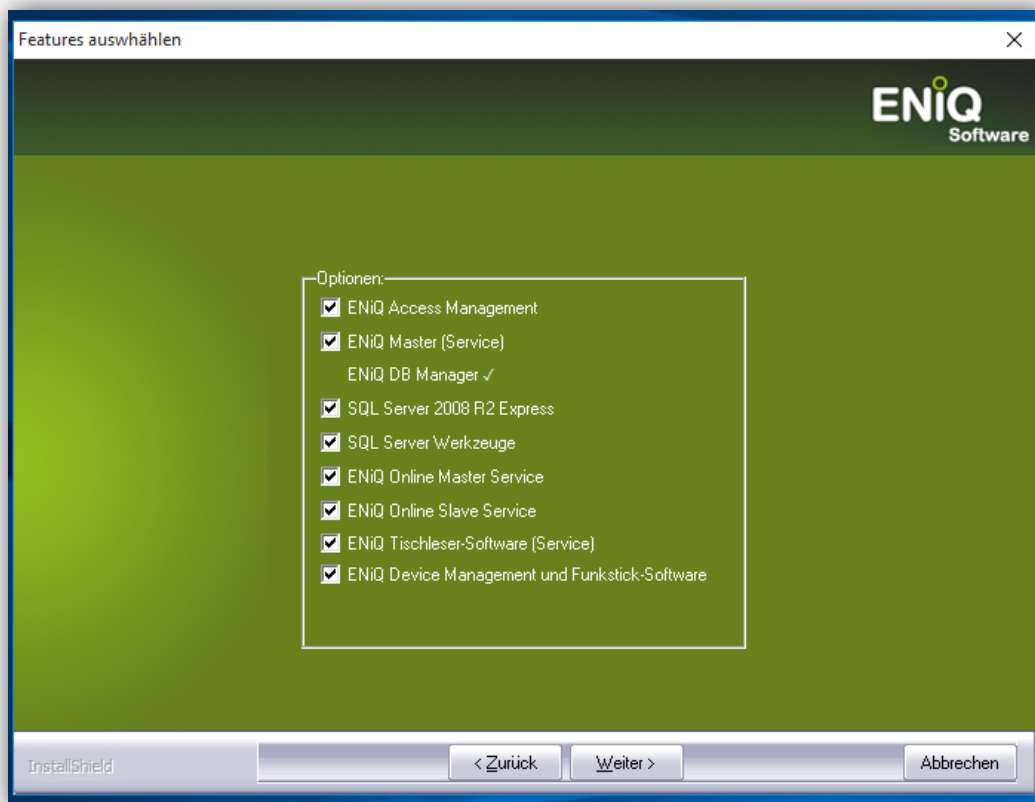 Features auswhählen
ENiQ
Software
Optionen:
ENiQ Access Management
ENiQ Master (Service)
ENiQ DB Manager ✓
SQL Server 2008 R2 Express
SQL Server Werkzeuge
ENiQ Online Master Service
ENiQ Online Slave Service
ENiQ Tischleser-Software (Service)
ENiQ Device Management und Funkstick-Software
InstallShield
< Zurück
Weiter >
Abbrechen